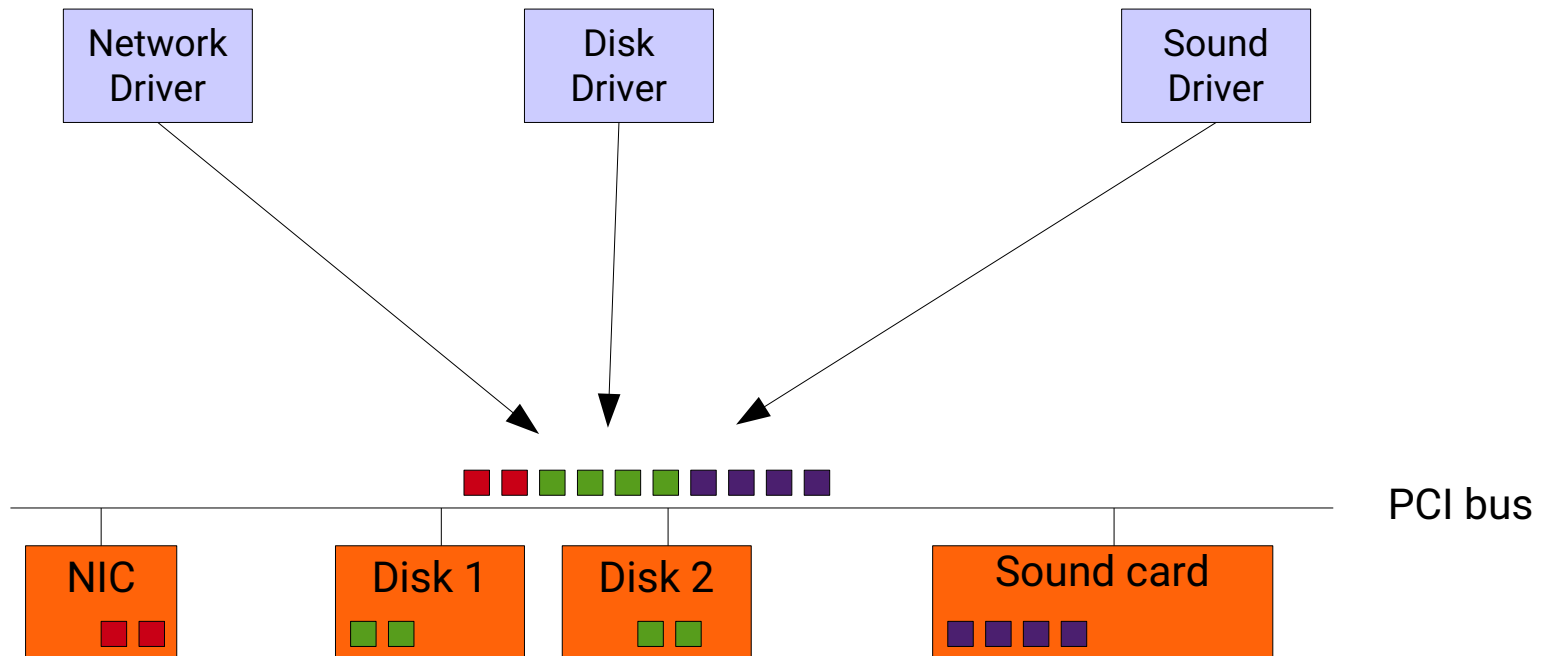 Network
Driver
Disk
Driver
Sound
Driver
PCI bus
NIC
Disk 1
Disk 2
Sound card